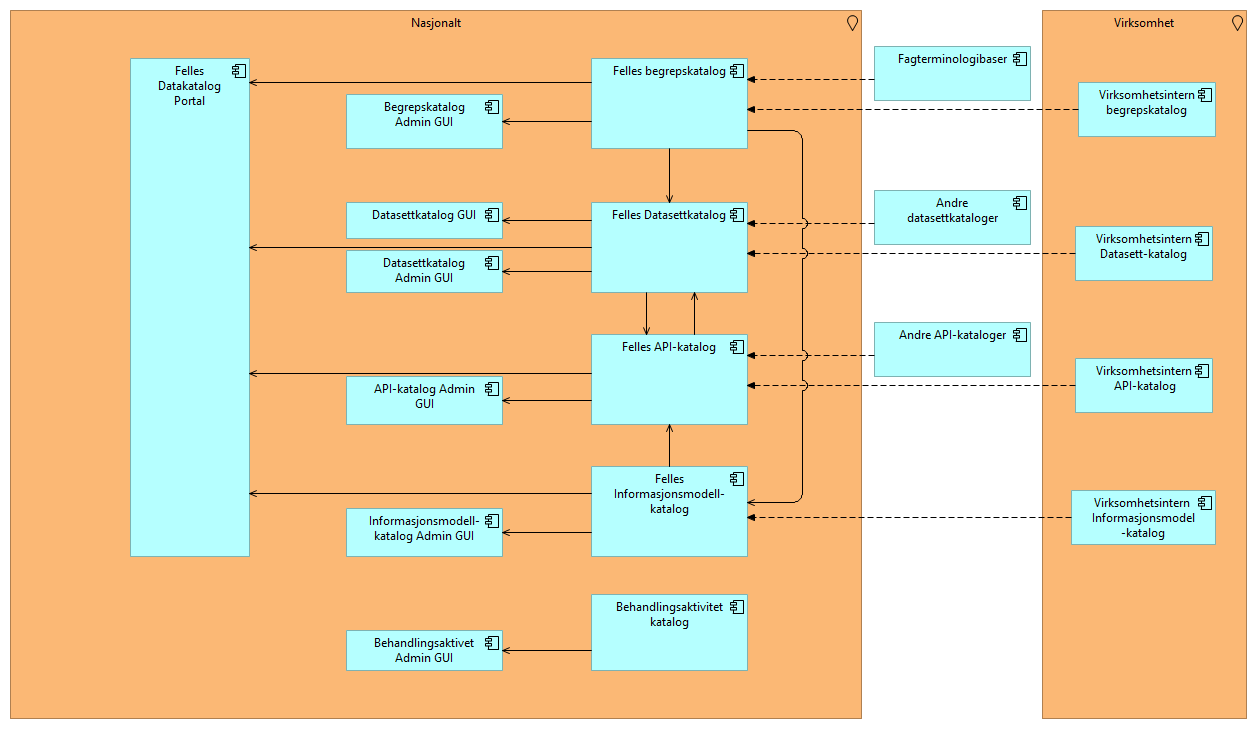 Nasjonalt
Virksomhet
Felles
Datakatalog
Portal
Felles begrepskatalog
Fagterminologibaser
Begrepskatalog
Admin GUI
Virksomhetsintern
begrepskatalog
Datasettkatalog GUI
Felles Datasettkatalog
Andre
datasettkataloger
Datasettkatalog
Admin GUI
Virksomhetsintern
Datasett-katalog
Felles API-katalog
Andre API-kataloger
API-katalog Admin
GUI
Virksomhetsintern
API-katalog
Felles
Informasjonsmodell-
katalog
Informasjonsmodell-
katalog Admin GUI
Virksomhetsintern
Informasjonsmodel
-katalog
Behandlingsaktivitet
katalog
Behandlingsaktivet
Admin GUI